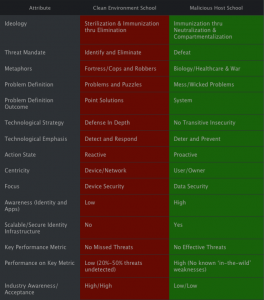 Attribute Clean Environment School Malicious Host School
Ideology Sterilization & Immunization Immunization thru
thru Elimination Neutralization &
Compartmentalization
Threat Mandate Identify and Eliminate Defeat
Metaphors Fortress/Cops and Robbers Biology/Healthcare & War
Problem Definition Problems and Puzzles Mess/Wicked Problems
Problem Definition Point Solutions System
Outcome
Technological Strategy Defense In Depth No Transitive Insecurity
Technological Emphasis Detect and Respond Deter and Prevent
Action State Reactive Proactive
Centricity Device/Network User/Owner
Focus Device Security Data Security
Awareness (Identity and Low High
Apps)
Scalable/Secure Identity No Yes
Infrastructure
Key Performance Metric No Missed Threats No Effective Threats
Performance on Key Metric Low (20%-50% threats High (No known 'in-the-wild'
undetected) weaknesses)
Industry Awareness/ High/High Low/Low
Acceptance